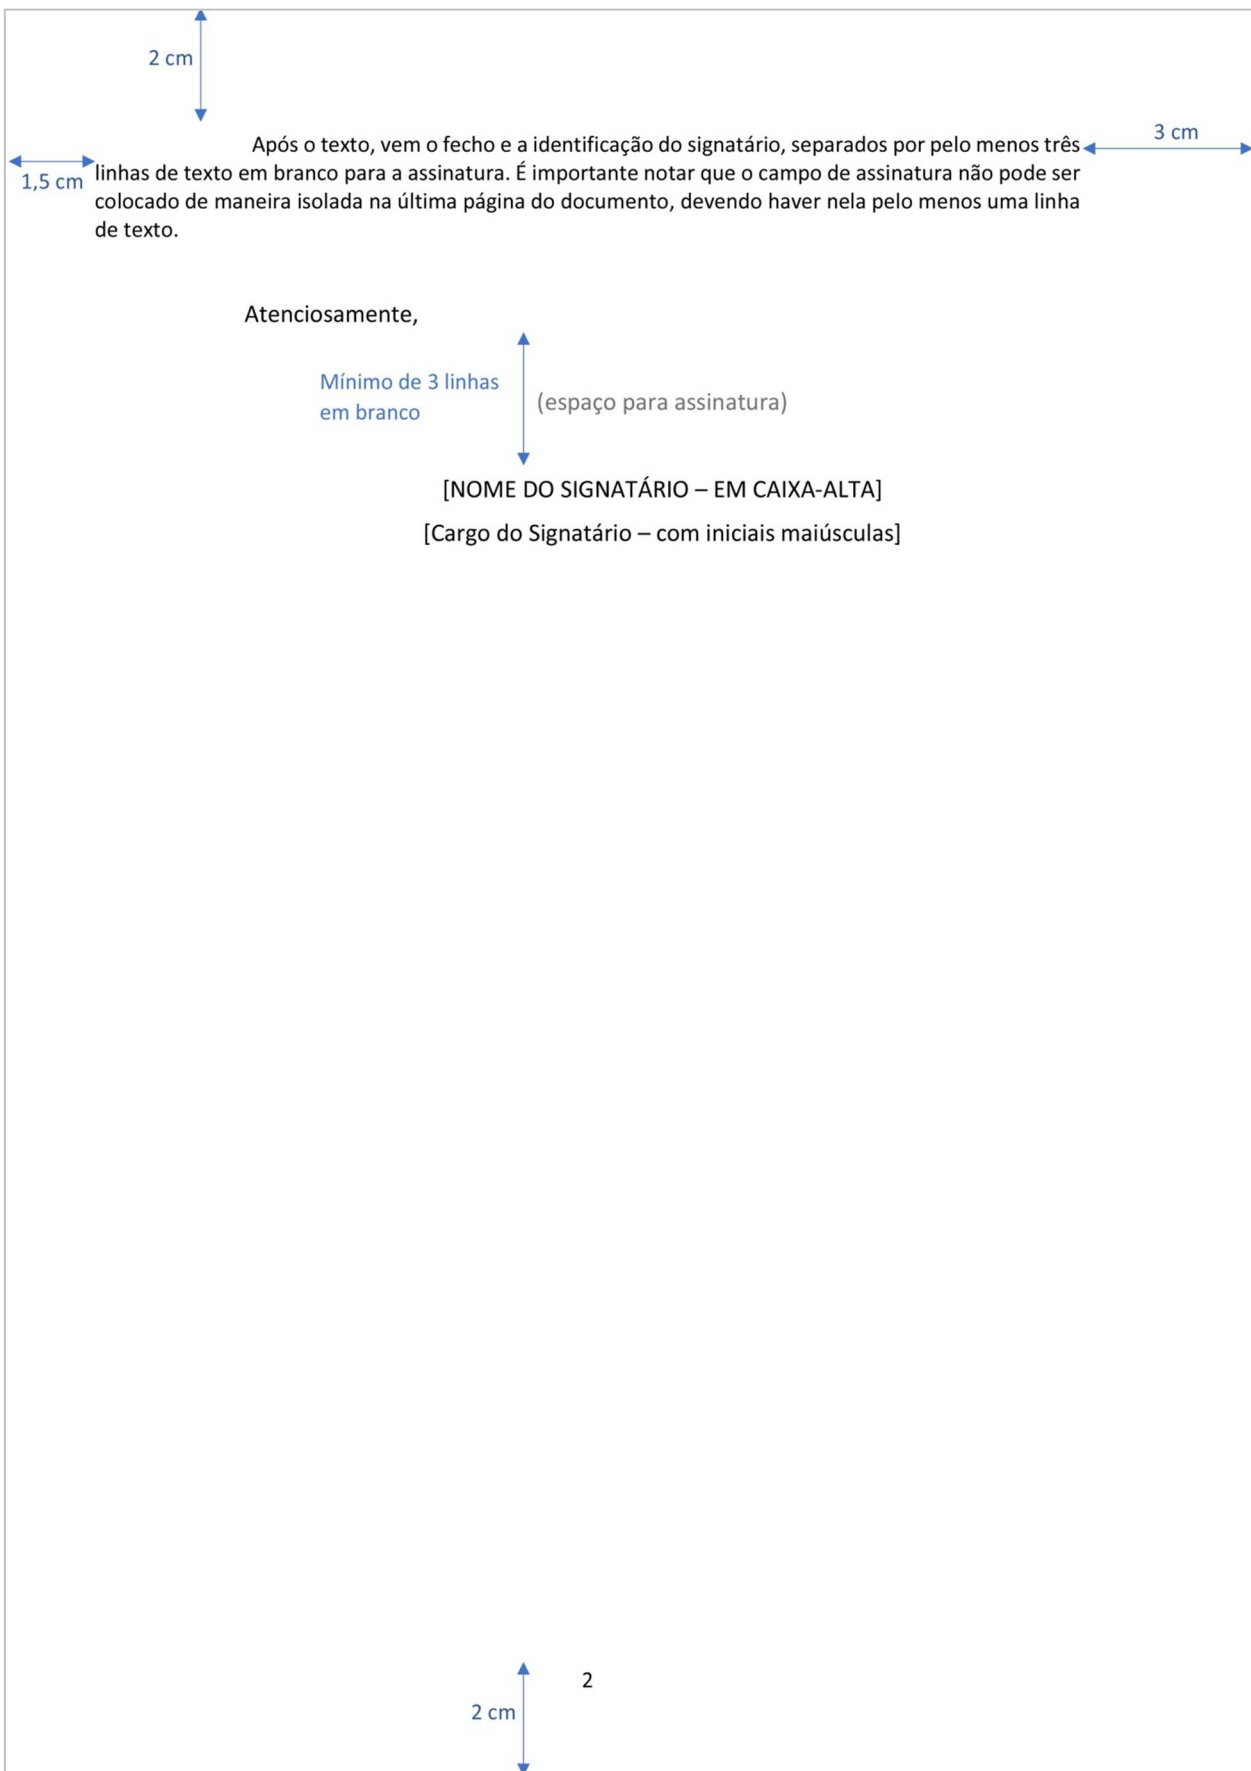 2 cm
Após o texto, vem o fecho e a identificação do signatário, separados por pelo menos três
3 cm
1,5 cm
linhas de texto em branco para a assinatura. É importante notar que o campo de assinatura não pode ser
colocado de maneira isolada na última página do documento, devendo haver nela pelo menos uma linha
de texto.
Atenciosamente,
Mínimo de 3 linhas
em branco
(espaço para assinatura)
[NOME DO SIGNATÁRIO – EM CAIXA-ALTA]
[Cargo do Signatário – com iniciais maiúsculas]
2
2 cm